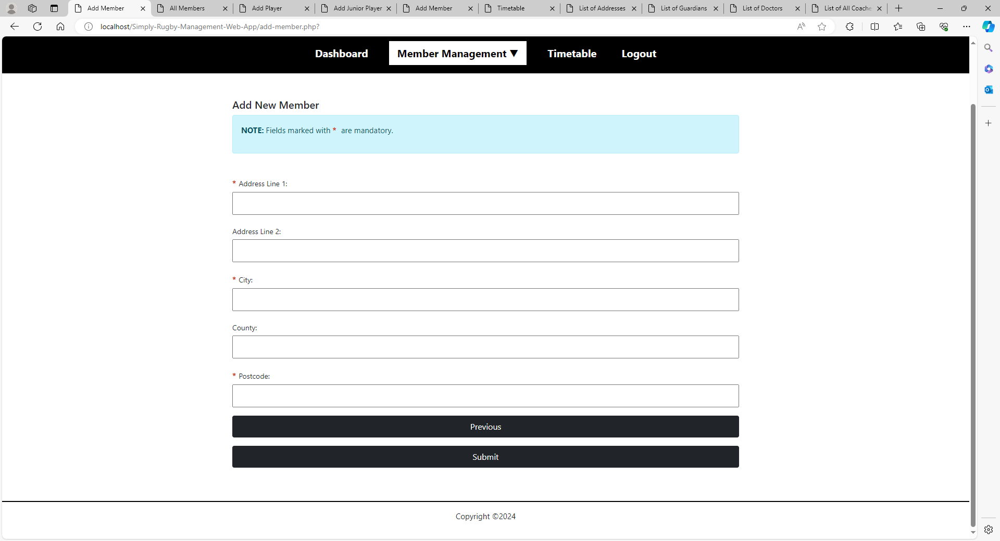 Add Member
All Members
Add Player
Add Junior Player
Add Member
Timetable
List of Addresses
List of Guardians
List of Doctors
List of All Coache
localhost/Simply-Rugby-Management-Web-App/add-member.php?
Dashboard
Member Management ▼
Timetable
Logout
Add New Member
NOTE: Fields marked with * are mandatory.
* Address Line 1:
Address Line 2:
* City:
County:
* Postcode:
Previous
Submit
Copyright ©2024